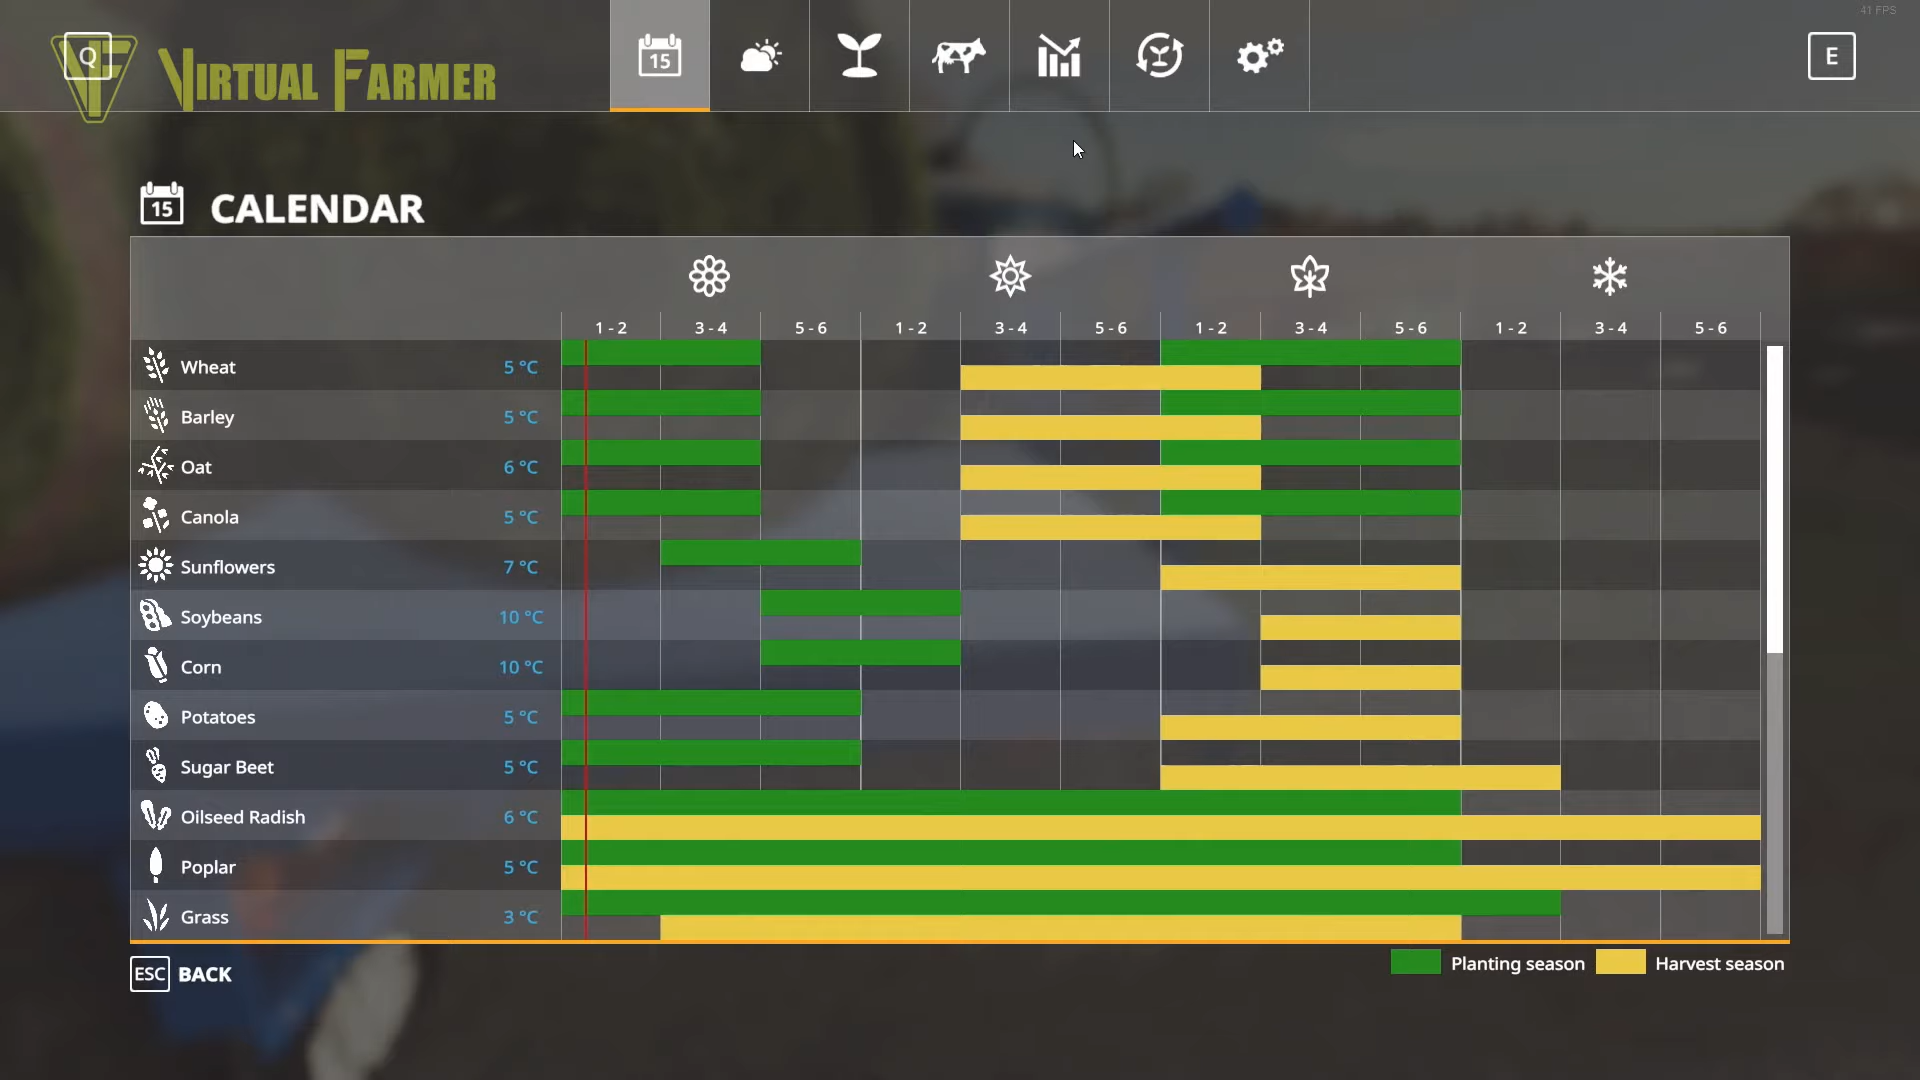 41 FPS
Q
VF
VIRTUAL FARMER
15
E
15 CALENDAR
1 - 2 3 - 4 5 - 6 1 - 2 3 - 4 5 - 6 1 - 2 3 - 4 5 - 6 1 - 2 3 - 4 5 - 6
Wheat 5 °C
Barley 5 °C
Oat 6 °C
Canola 5 °C
Sunflowers 7 °C
Soybeans 10 °C
Corn 10 °C
Potatoes 5 °C
Sugar Beet 5 °C
Oilseed Radish 6 °C
Poplar 5 °C
Grass 3 °C
ESC BACK
Planting season Harvest season